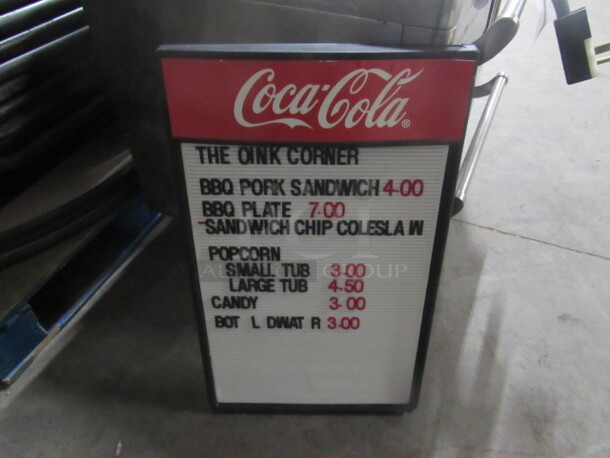 Coca-Cola®
THE OINK CORNER
BBQ PORK SANDWICH 4.00
BBQ PLATE 7.00
-SANDWICH CHIP COLESLA W
POPCORN
SMALL TUB 3.00
LARGE TUB 4.50
CANDY 3.00
BOT L DWAT R 3.00
GROUP